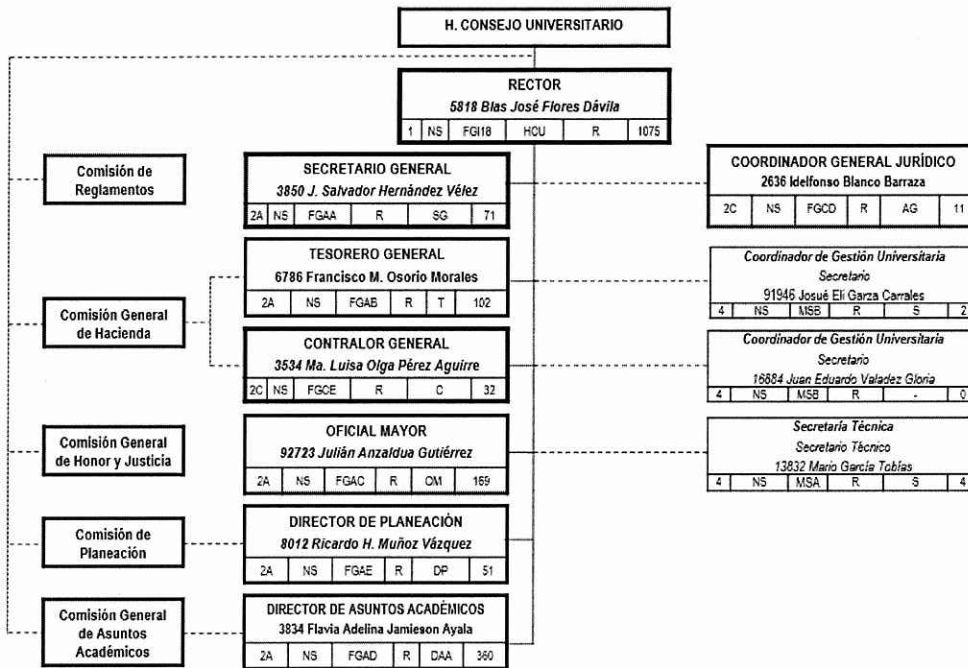 H. CONSEJO UNIVERSITARIO
RECTOR
5818 Blas José Flores Dávila
1 NS FGI18 HCU R 1075
Comisión de
Reglamentos
SECRETARIO GENERAL
3850 J. Salvador Hernández Vélez
2A NS FGAA R SG 71
COORDINADOR GENERAL JURÍDICO
2636 Idelfonso Blanco Barraza
2C NS FGCD R AG 11
Comisión General
de Hacienda
TESORERO GENERAL
6786 Francisco M. Osorio Morales
2A NS FGAB R T 102
Coordinador de Gestión Universitaria
Secretario
91946 Josué Elí Garza Carrales
4 NS MSB R S 2
CONTRALOR GENERAL
3534 Ma. Luisa Olga Pérez Aguirre
2C NS FGCE R C 32
Coordinador de Gestión Universitaria
Secretario
16884 Juan Eduardo Valadez Gloria
4 NS MSB R - 0
Comisión General
de Honor y Justicia
OFICIAL MAYOR
92723 Julián Anzaldua Gutiérrez
2A NS FGAC R OM 169
Secretaría Técnica
Secretario Técnico
13832 Mario García Tobías
4 NS MSA R S 4
Comisión de
Planeación
DIRECTOR DE PLANEACIÓN
8012 Ricardo H. Muñoz Vázquez
2A NS FGAE R DP 51
Comisión General
de Asuntos
Académicos
DIRECTOR DE ASUNTOS ACADÉMICOS
3834 Flavia Adelina Jamieson Ayala
2A NS FGAD R DAA 360